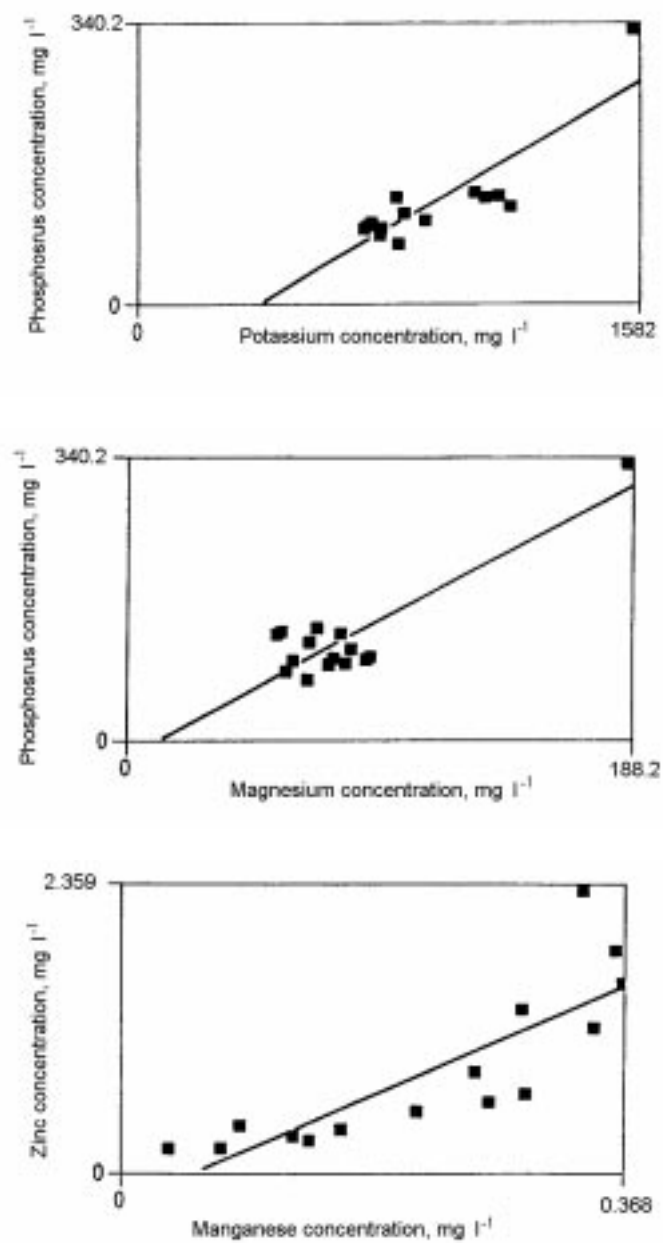 340.2
Phosphosrus concentration, mg l-1
0
0
Potassium concentration, mg l-1
1582
340.2
Phosphosrus concentration, mg l-1
0
0
Magnesium concentration, mg l-1
188.2
2.359
Zinc concentration, mg l-1
0
0
Manganese concentration, mg l-1
0.368